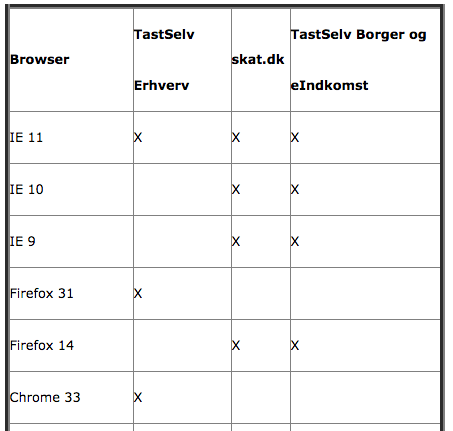 Browser TastSelv Erhverv skat.dk TastSelv Borger og eIndkomst
IE 11 X X X
IE 10 X X
IE 9 X X
Firefox 31 X
Firefox 14 X X
Chrome 33 X